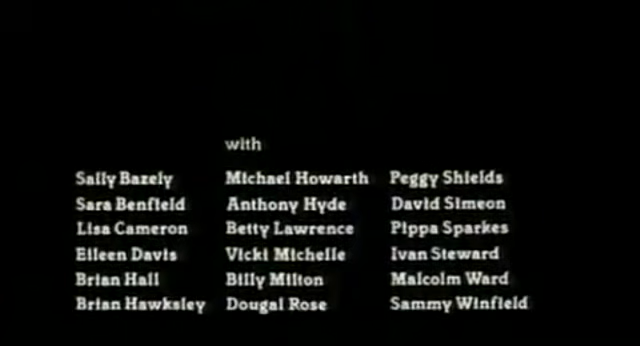 with
Sally Bazely Michael Howarth Peggy Shields
Sara Benfield Anthony Hyde David Simeon
Lisa Cameron Betty Lawrence Pippa Sparkes
Eileen Davis Vicki Michelle Ivan Steward
Brian Hall Billy Milton Malcolm Ward
Brian Hawksley Dougal Rose Sammy Winfield